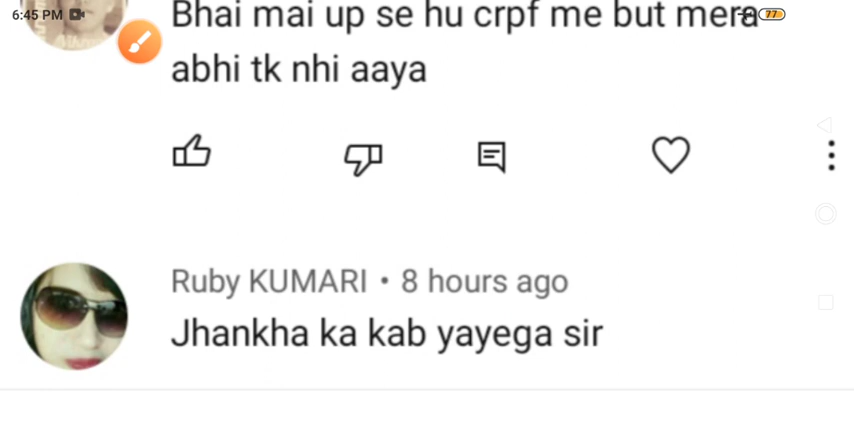 6:45 PM
77
Bhai mai up se hu crpf me but mera
abhi tk nhi aaya
Ruby KUMARI • 8 hours ago
Jhankha ka kab yayega sir